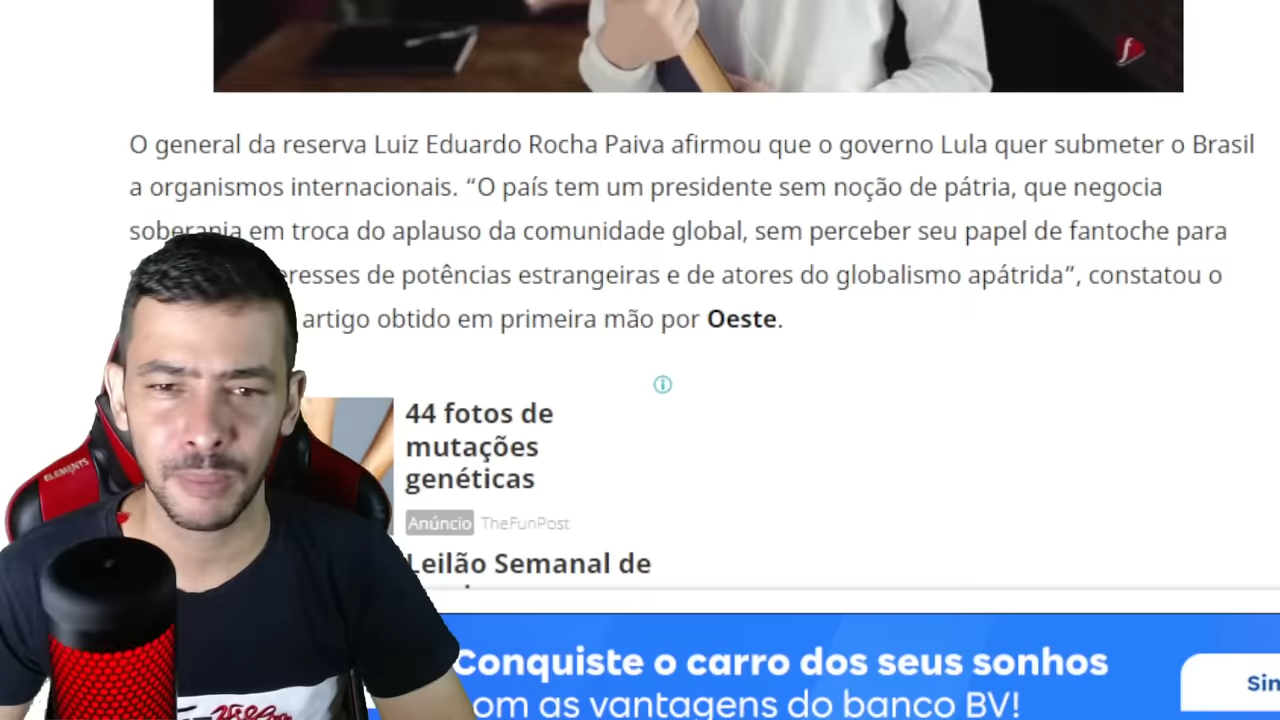 O general da reserva Luiz Eduardo Rocha Paiva afirmou que o governo Lula quer submeter o Brasil
a organismos internacionais. “O país tem um presidente sem noção de pátria, que negocia
soberania em troca do aplauso da comunidade global, sem perceber seu papel de fantoche para
de potências estrangeiras e de atores do globalismo apátrida”, constatou o
artigo obtido em primeira mão por Oeste.
44 fotos de
mutações
genéticas
Anúncio TheFunPost
Leilão Semanal de
ELEMENTS
Conquiste o carro dos seus sonhos
as vantagens do banco BV!